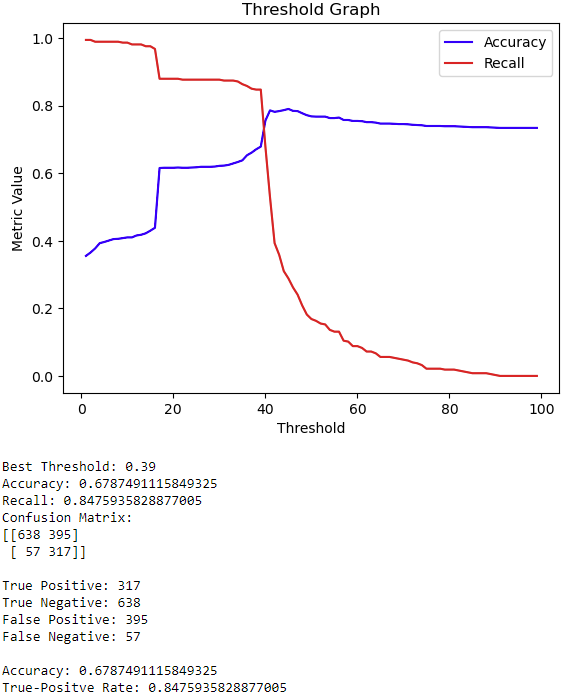 Threshold Graph
Accuracy
Recall
Metric Value
1.0
0.8
0.6
0.4
0.2
0.0
0 20 40 60 80 100
Threshold
Best Threshold: 0.39
Accuracy: 0.6787491115849325
Recall: 0.8475935828877005
Confusion Matrix:
[[638 395]
 [ 57 317]]
True Positive: 317
True Negative: 638
False Positive: 395
False Negative: 57
Accuracy: 0.6787491115849325
True-Positve Rate: 0.8475935828877005